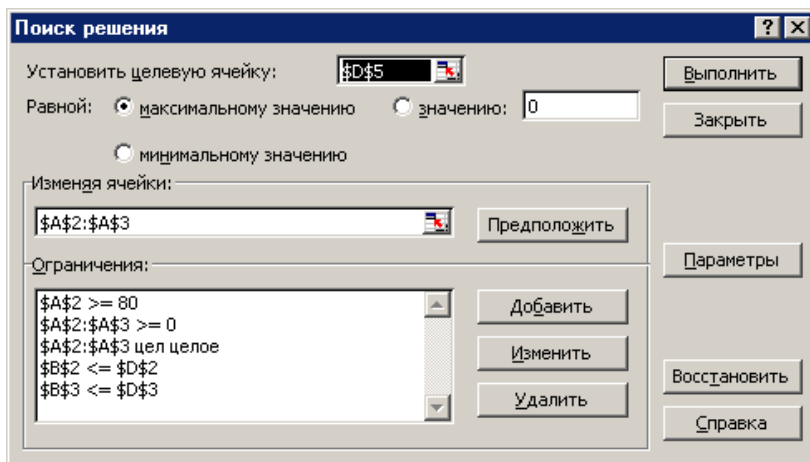 Поиск решения
Установить целевую ячейку: $D$5
Выполнить
Равной: максимальному значению значению: 0
Закрыть
минимальному значению
Изменяя ячейки:
$A$2:$A$3
Предположить
Параметры
Ограничения:
$A$2 >= 80
$A$2:$A$3 >= 0
$A$2:$A$3 цел целое
$B$2 <= $D$2
$B$3 <= $D$3
Добавить
Изменить
Удалить
Восстановить
Справка